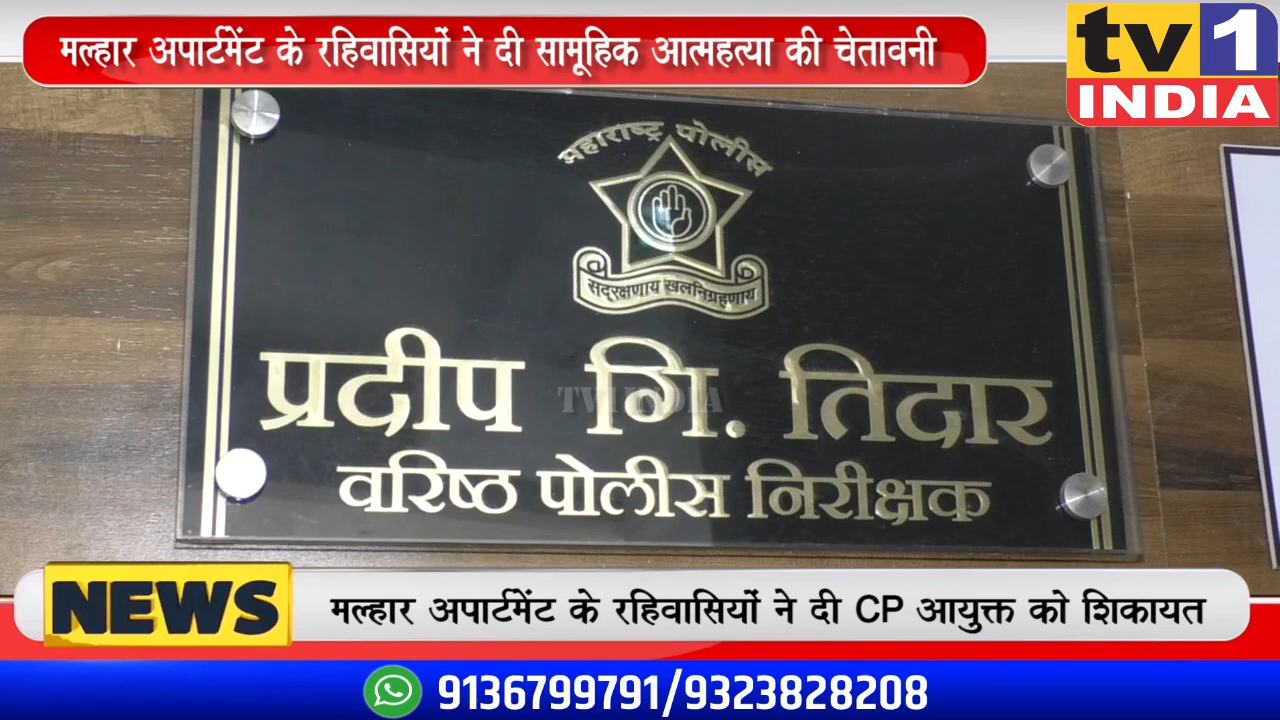 मल्हार अपार्टमेंट के रहिवासियों ने दी सामूहिक आत्महत्या की चेतावनी
tv1
INDIA
महाराष्ट्र पोलीस
सद्रक्षणाय खलनिग्रहणाय
प्रदीप गि. तिदार
TV1 INDIA
वरिष्ठ पोलीस निरीक्षक
NEWS
मल्हार अपार्टमेंट के रहिवासियों ने दी CP आयुक्त को शिकायत
9136799791/9323828208